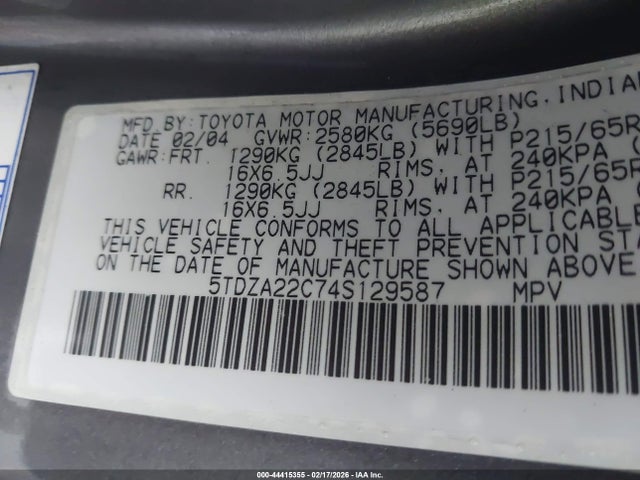 MFD.BY:TOYOTA MOTOR MANUFACTURING,INDIA
DATE 02/04 GVWR:2580KG (5690LB)
GAWR:FRT. 1290KG (2845LB) WITH P215/65R
16X6.5JJ RIMS, AT 240KPA (
RR. 1290KG (2845LB) WITH P215/65R
16X6.5JJ RIMS, AT 240KPA
THIS VEHICLE CONFORMS TO ALL APPLICABLE
VEHICLE SAFETY AND THEFT PREVENTION STA
ON THE DATE OF MANUFACTURE SHOWN ABOVE
5TDZA22C74S129587 MPV
000-44415355 - 02/17/2026 - IAA Inc.